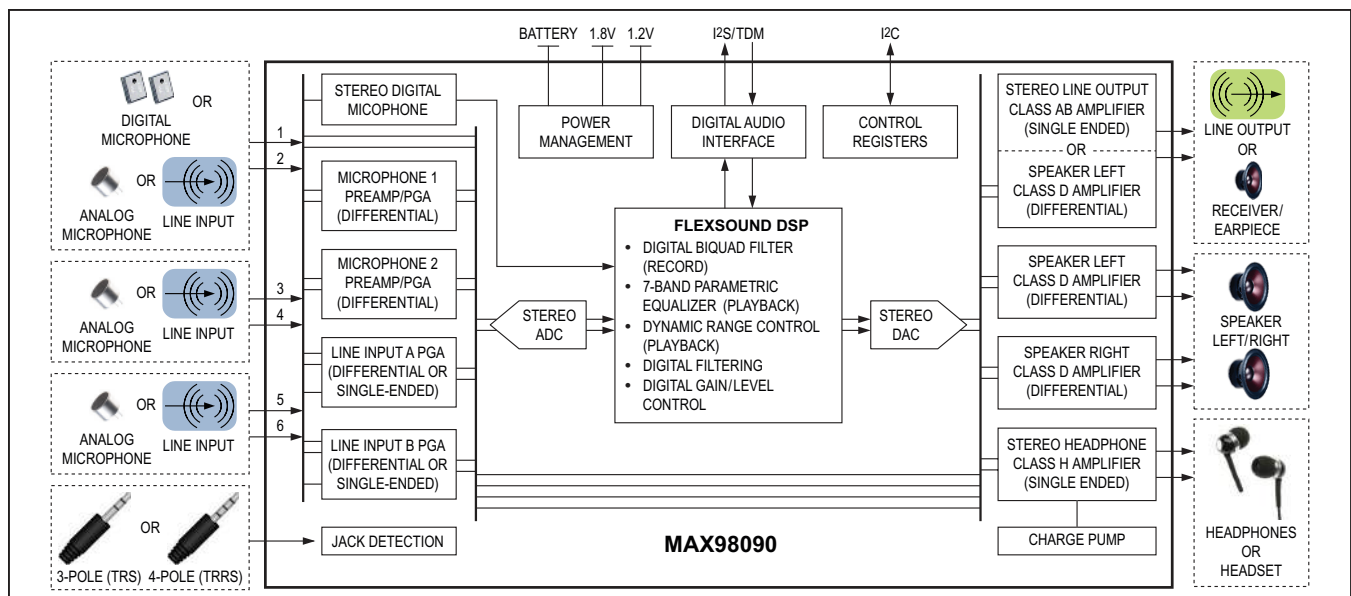 BATTERY 1.8V 1.2V I²S/TDM I²C
OR
DIGITAL
MICROPHONE
OR
ANALOG
MICROPHONE
LINE INPUT
1
2
OR
ANALOG
MICROPHONE
LINE INPUT
3
4
OR
ANALOG
MICROPHONE
LINE INPUT
5
6
OR
3-POLE (TRS) 4-POLE (TRRS)
STEREO DIGITAL
MICOPHONE
MICROPHONE 1
PREAMP/PGA
(DIFFERENTIAL)
MICROPHONE 2
PREAMP/PGA
(DIFFERENTIAL)
LINE INPUT A PGA
(DIFFERENTIAL OR
SINGLE-ENDED)
LINE INPUT B PGA
(DIFFERENTIAL OR
SINGLE-ENDED)
JACK DETECTION
STEREO
ADC
POWER
MANAGEMENT
DIGITAL AUDIO
INTERFACE
CONTROL
REGISTERS
FLEXSOUND DSP
• DIGITAL BIQUAD FILTER
(RECORD)
• 7-BAND PARAMETRIC
EQUALIZER (PLAYBACK)
• DYNAMIC RANGE CONTROL
(PLAYBACK)
• DIGITAL FILTERING
• DIGITAL GAIN/LEVEL
CONTROL
STEREO
DAC
MAX98090
STEREO LINE OUTPUT
CLASS AB AMPLIFIER
(SINGLE ENDED)
OR
SPEAKER LEFT
CLASS D AMPLIFIER
(DIFFERENTIAL)
SPEAKER LEFT
CLASS D AMPLIFIER
(DIFFERENTIAL)
SPEAKER RIGHT
CLASS D AMPLIFIER
(DIFFERENTIAL)
STEREO HEADPHONE
CLASS H AMPLIFIER
(SINGLE ENDED)
CHARGE PUMP
LINE OUTPUT
OR
RECEIVER/
EARPIECE
SPEAKER
LEFT/RIGHT
HEADPHONES
OR
HEADSET